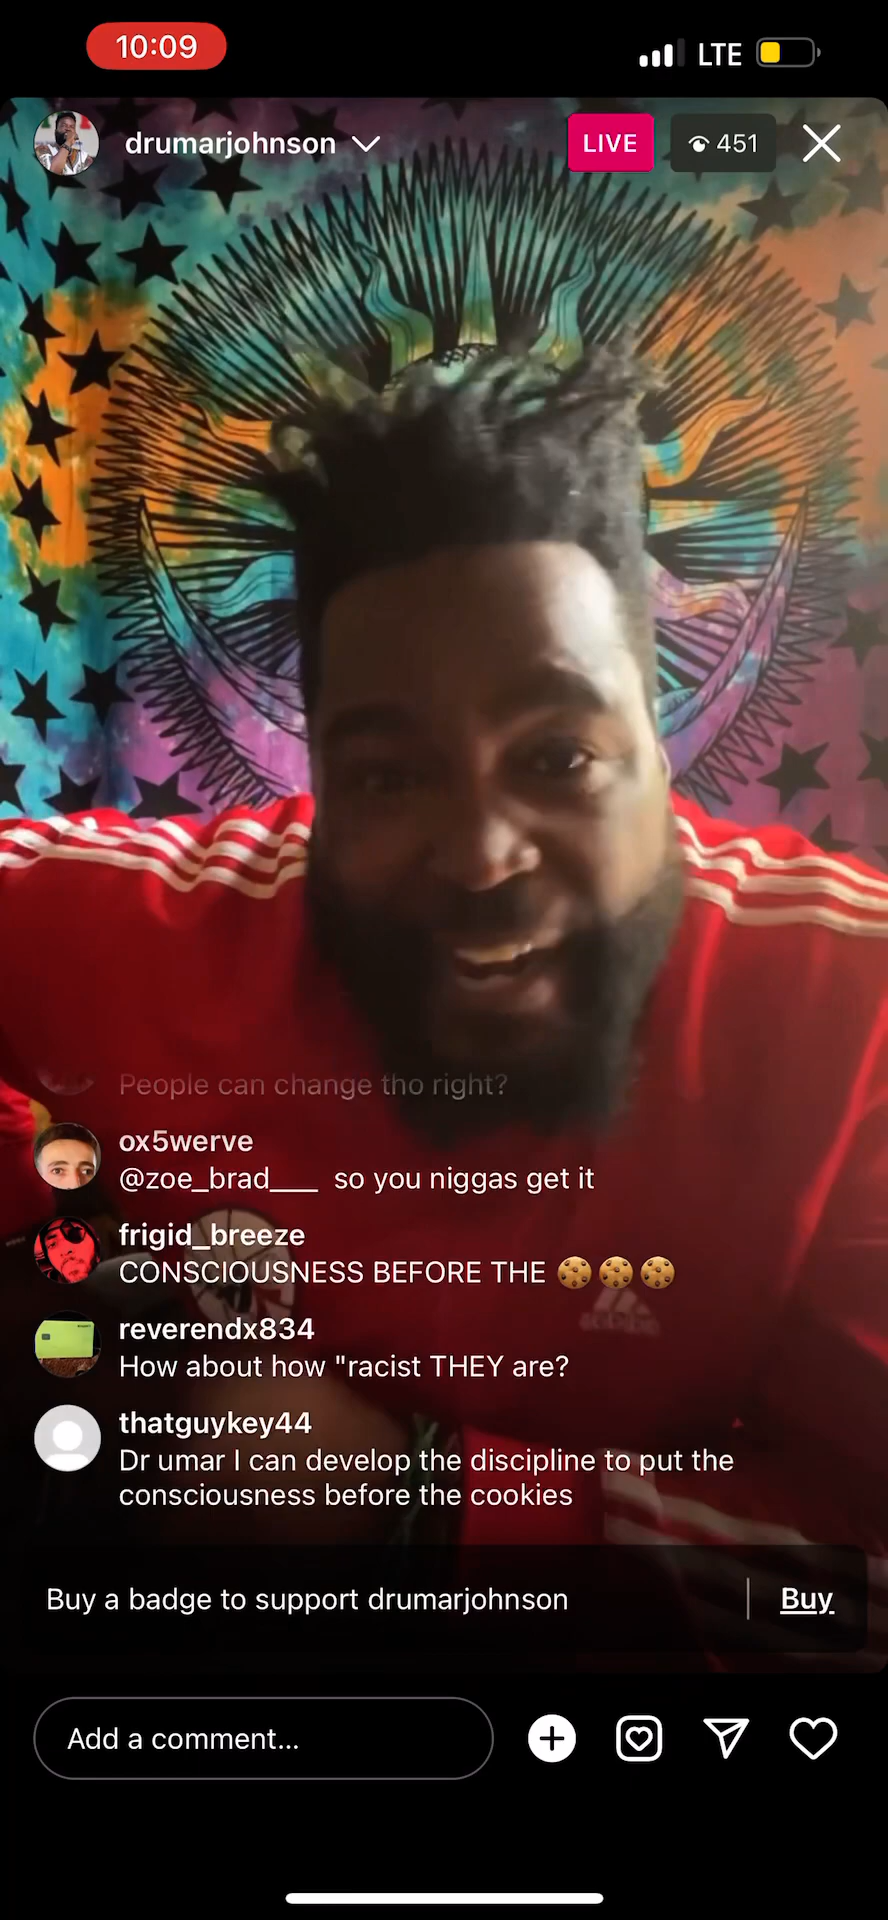 10:09
LTE
drumarjohnson
LIVE
451
People can change tho right?
ox5werve
@zoe_brad___ so you niggas get it
frigid_breeze
CONSCIOUSNESS BEFORE THE 🍪🍪🍪
reverendx834
How about how "racist THEY are?
adidas
thatguykey44
Dr umar I can develop the discipline to put the
consciousness before the cookies
Buy a badge to support drumarjohnson
Buy
Add a comment...